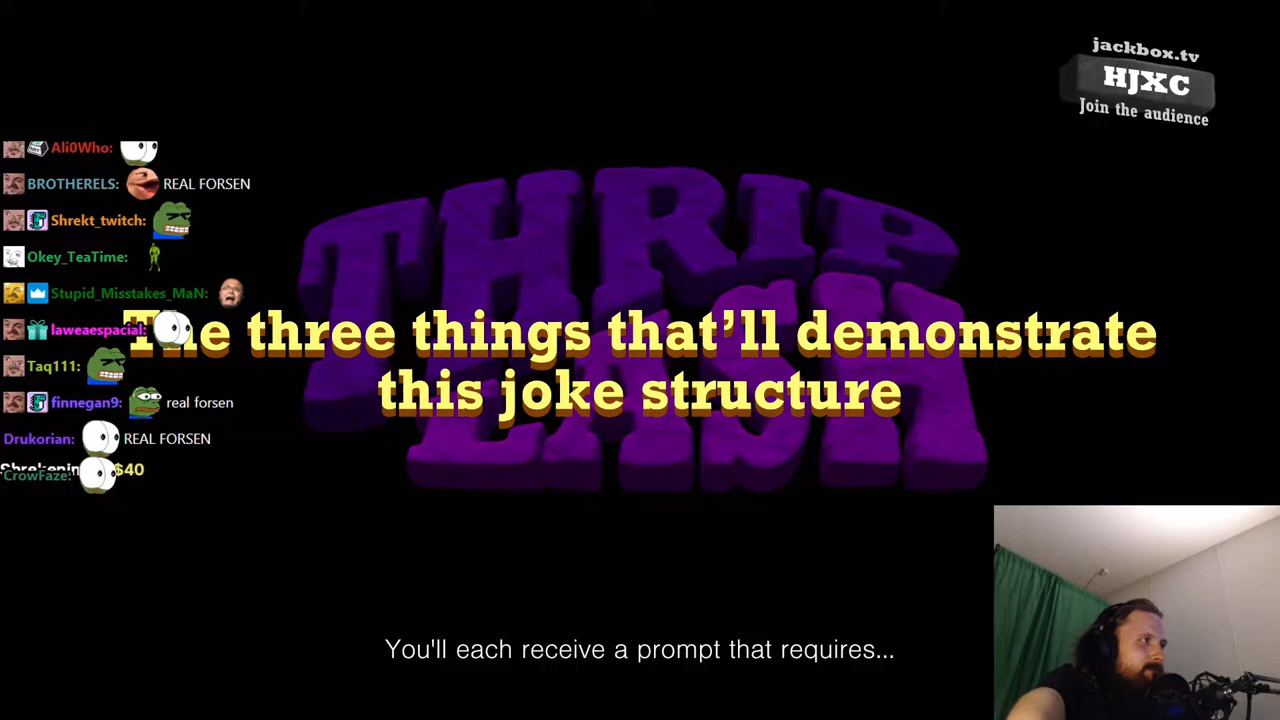 jackbox.tv
HJXC
Join the audience
Ali0Who:
BROTHERELS: REAL FORSEN
Shrekt_twitch:
Okey_TeaTime:
Stupid_Misstakes_MaN:
laweaespacial:
Taq111:
finnegan9: real forsen
Drukorian: REAL FORSEN
$40
CrowFaze:
THRIP
LASH
The three things that’ll demonstrate
this joke structure
You'll each receive a prompt that requires...